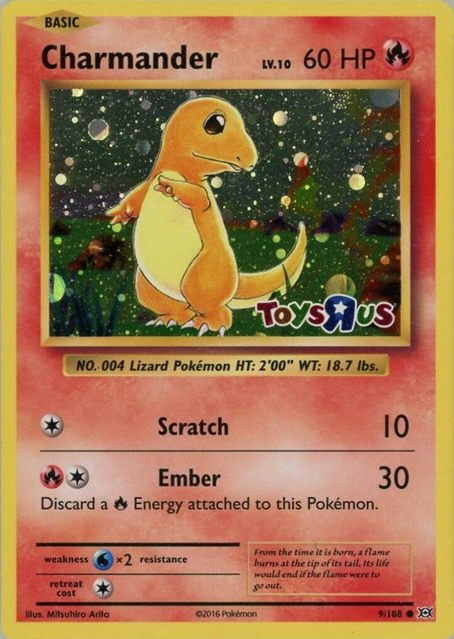 BASIC
Charmander LV.10 60 HP
TOYSRUS
NO. 004 Lizard Pokémon HT: 2'00" WT: 18.7 lbs.
Scratch 10
Ember 30
Discard a Energy attached to this Pokémon.
weakness ×2 resistance
retreat
cost
From the time it is born, a flame
burns at the tip of its tail. Its life
would end if the flame were to
go out.
Illus. Mitsuhiro Arita ©2016 Pokémon 9/108